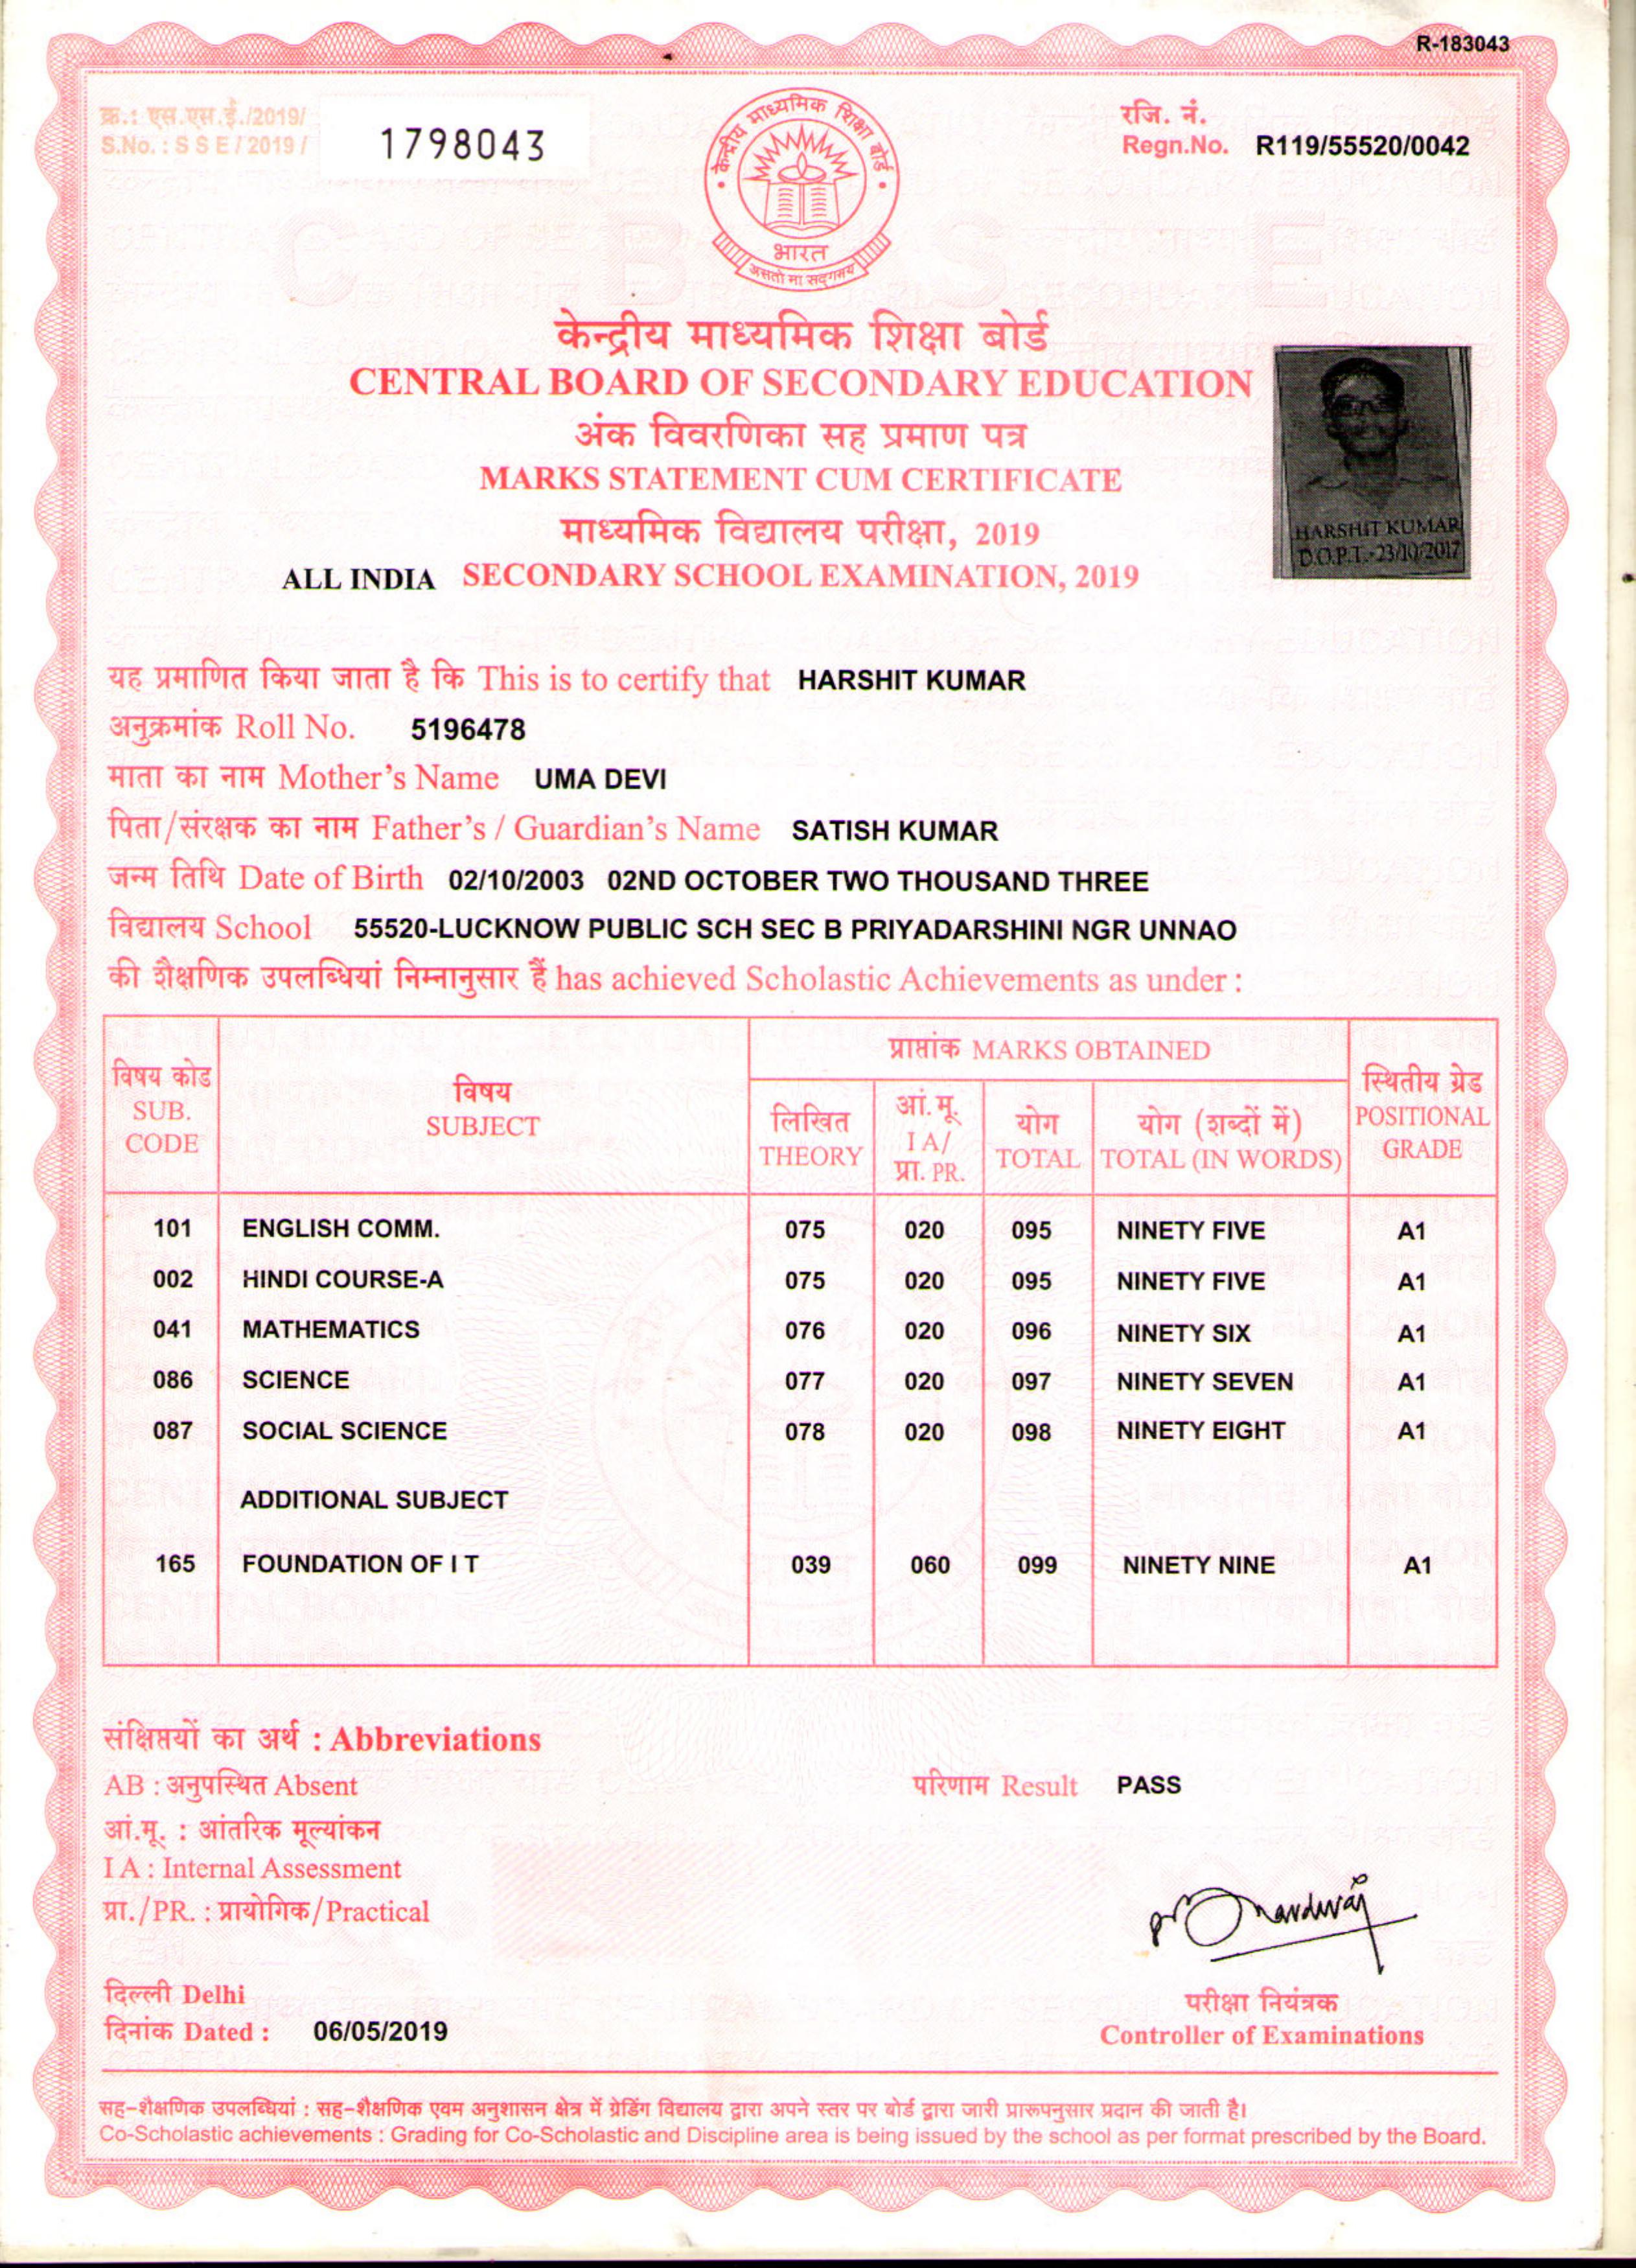 R-183043
क्र.: एस.एस.ई./2019/
S.No. : S S E / 2019 /
1798043
रजि. नं.
Regn.No. R119/55520/0042
केन्द्रीय माध्यमिक शिक्षा बोर्ड
भारत
असतो मा सद्गमय
केन्द्रीय माध्यमिक शिक्षा बोर्ड
CENTRAL BOARD OF SECONDARY EDUCATION
अंक विवरणिका सह प्रमाण पत्र
MARKS STATEMENT CUM CERTIFICATE
माध्यमिक विद्यालय परीक्षा, 2019
ALL INDIA SECONDARY SCHOOL EXAMINATION, 2019
HARSHIT KUMAR
D.O.P.T.-23/10/2017
यह प्रमाणित किया जाता है कि This is to certify that HARSHIT KUMAR
अनुक्रमांक Roll No. 5196478
माता का नाम Mother's Name UMA DEVI
पिता/संरक्षक का नाम Father's / Guardian's Name SATISH KUMAR
जन्म तिथि Date of Birth 02/10/2003 02ND OCTOBER TWO THOUSAND THREE
विद्यालय School 55520-LUCKNOW PUBLIC SCH SEC B PRIYADARSHINI NGR UNNAO
की शैक्षणिक उपलब्धियां निम्नानुसार हैं has achieved Scholastic Achievements as under :
विषय कोड
SUB.
CODE
विषय
SUBJECT
प्राप्तांक MARKS OBTAINED
लिखित
THEORY
आं.मू.
I A/
प्रा. PR.
योग
TOTAL
योग (शब्दों में)
TOTAL (IN WORDS)
स्थितीय ग्रेड
POSITIONAL
GRADE
101 ENGLISH COMM. 075 020 095 NINETY FIVE A1
002 HINDI COURSE-A 075 020 095 NINETY FIVE A1
041 MATHEMATICS 076 020 096 NINETY SIX A1
086 SCIENCE 077 020 097 NINETY SEVEN A1
087 SOCIAL SCIENCE 078 020 098 NINETY EIGHT A1
ADDITIONAL SUBJECT
165 FOUNDATION OF I T 039 060 099 NINETY NINE A1
संक्षिप्तयों का अर्थ : Abbreviations
AB : अनुपस्थित Absent
परिणाम Result PASS
आं.मू. : आंतरिक मूल्यांकन
I A : Internal Assessment
प्रा./PR. : प्रायोगिक/Practical
दिल्ली Delhi
दिनांक Dated : 06/05/2019
परीक्षा नियंत्रक
Controller of Examinations
सह-शैक्षणिक उपलब्धियां : सह-शैक्षणिक एवम अनुशासन क्षेत्र में ग्रेडिंग विद्यालय द्वारा अपने स्तर पर बोर्ड द्वारा जारी प्रारूपनुसार प्रदान की जाती है।
Co-Scholastic achievements : Grading for Co-Scholastic and Discipline area is being issued by the school as per format prescribed by the Board.